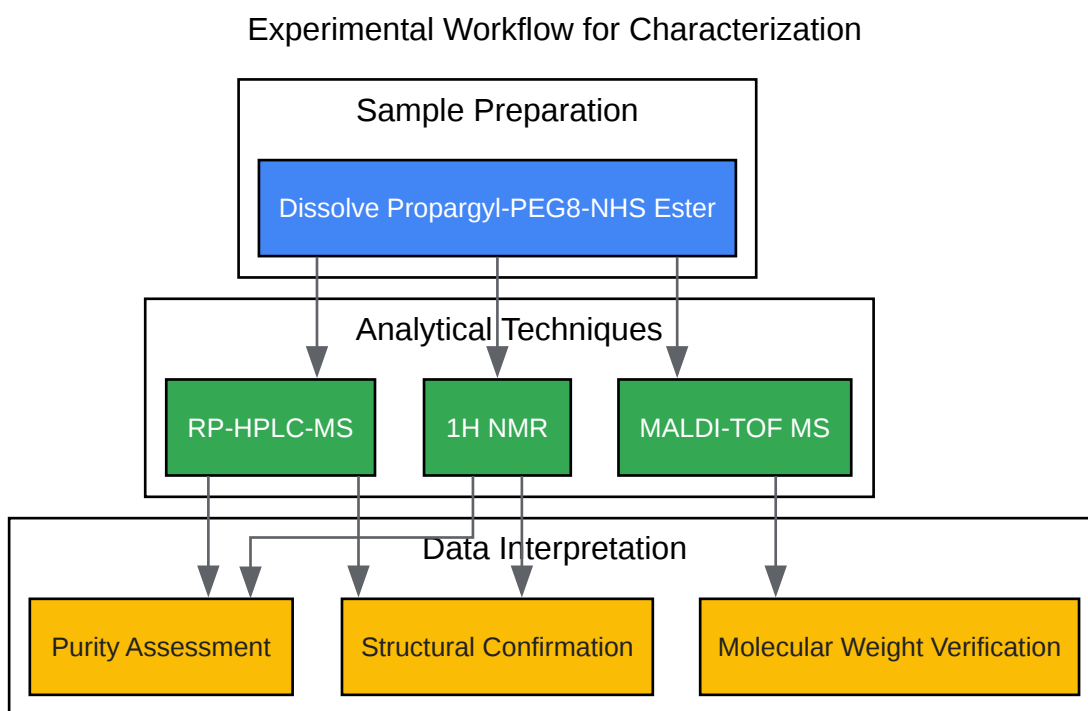 Experimental Workflow for Characterization
Sample Preparation
Dissolve Propargyl-PEG8-NHS Ester
Analytical Techniques
RP-HPLC-MS
1H NMR
MALDI-TOF MS
Data Interpretation
Purity Assessment
Structural Confirmation
Molecular Weight Verification